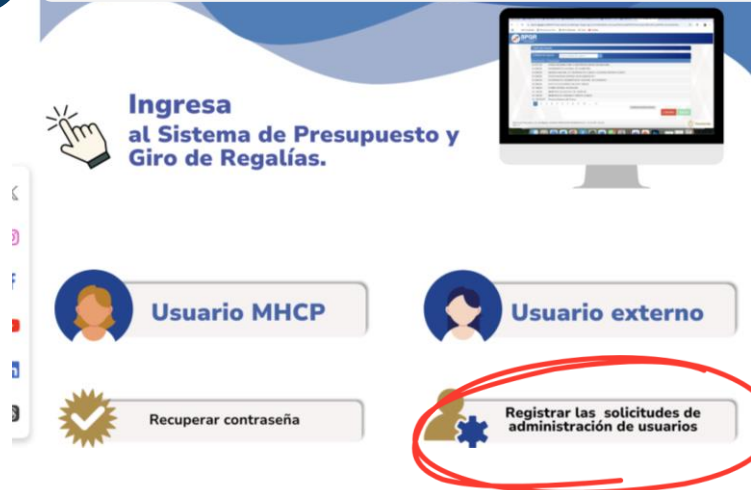 Ingresa
al Sistema de Presupuesto y
Giro de Regalías.
Usuario MHCP
Usuario externo
Recuperar contraseña
Registrar las solicitudes de
administración de usuarios